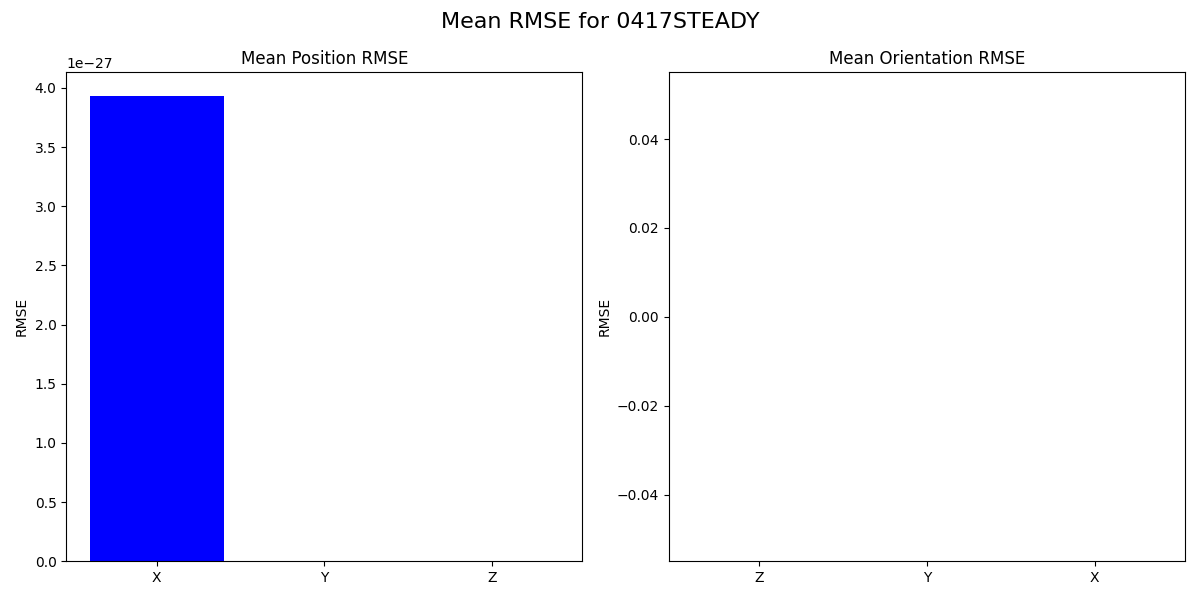 Mean RMSE for 0417STEADY
Mean Position RMSE
1e−27
4.0
3.5
3.0
2.5
2.0
1.5
1.0
0.5
0.0
RMSE
X Y Z
Mean Orientation RMSE
0.04
0.02
0.00
−0.02
−0.04
RMSE
Z Y X